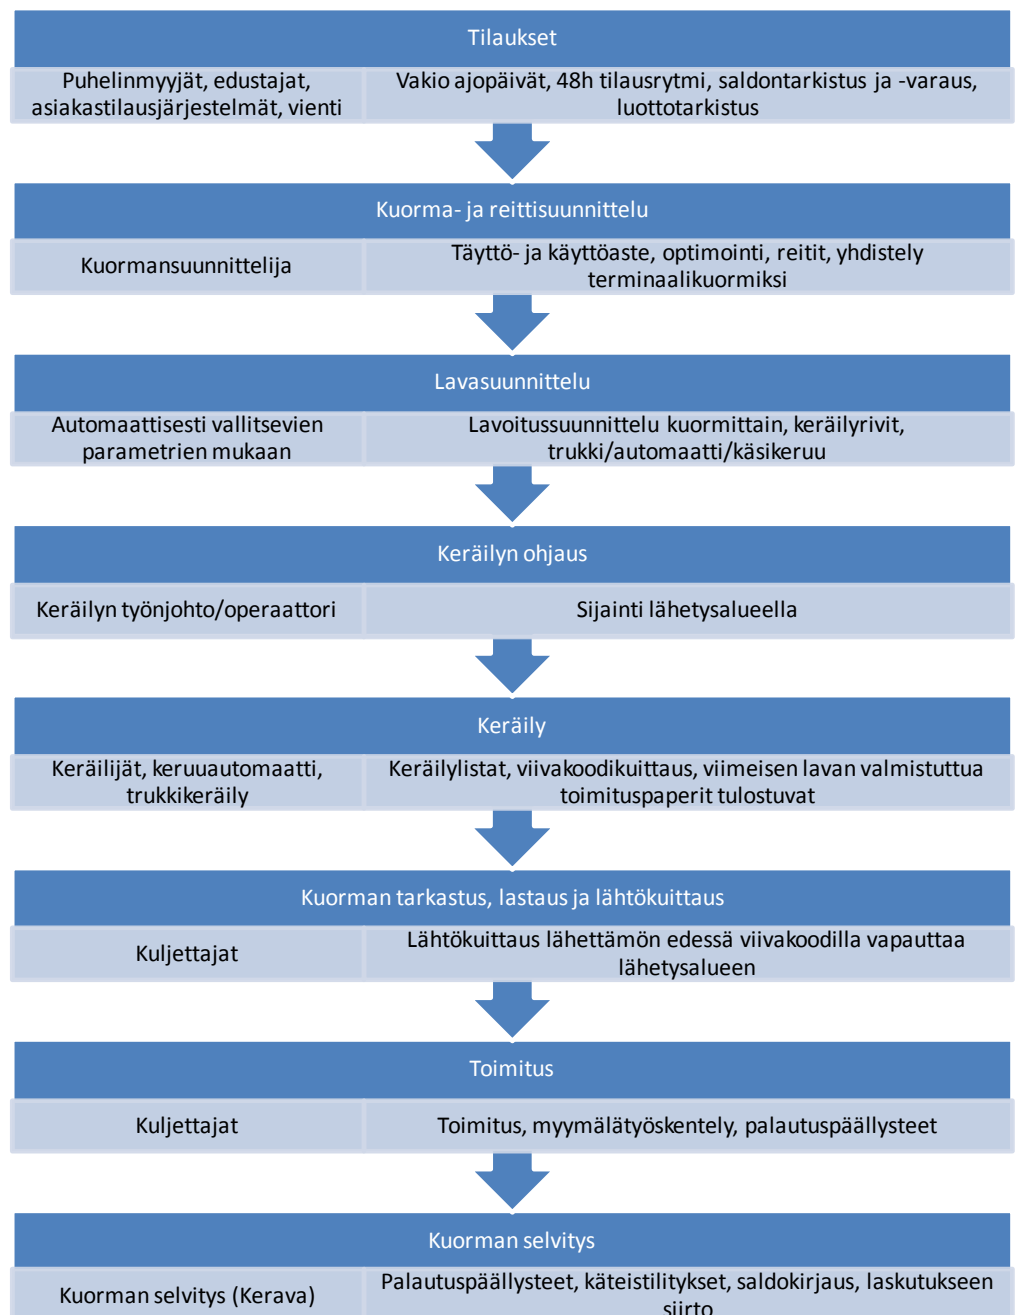 Tilaukset
Puhelinmyyjät, edustajat,
asiakastilausjärjestelmät, vienti
Vakio ajopäivät, 48h tilausrytmi, saldontarkistus ja -varaus,
luottotarkistus
Kuorma- ja reittisuunnittelu
Kuormansuunnittelija
Täyttö- ja käyttöaste, optimointi, reitit, yhdistely
terminaalikuormiksi
Lavasuunnittelu
Automaattisesti vallitsevien
parametrien mukaan
Lavoitussuunnittelu kuormittain, keräilyrivit,
trukki/automaatti/käsikeruu
Keräilyn ohjaus
Keräilyn työnjohto/operaattori
Sijainti lähetysalueella
Keräily
Keräilijät, keruuautomaatti,
trukkikeräily
Keräilylistat, viivakoodikuittaus, viimeisen lavan valmistuttua
toimituspaperit tulostuvat
Kuorman tarkastus, lastaus ja lähtökuittaus
Kuljettajat
Lähtökuittaus lähettämön edessä viivakoodilla vapauttaa
lähetysalueen
Toimitus
Kuljettajat
Toimitus, myymälätyöskentely, palautuspäällysteet
Kuorman selvitys
Kuorman selvitys (Kerava)
Palautuspäällysteet, käteistilitykset, saldokirjaus, laskutukseen
siirto